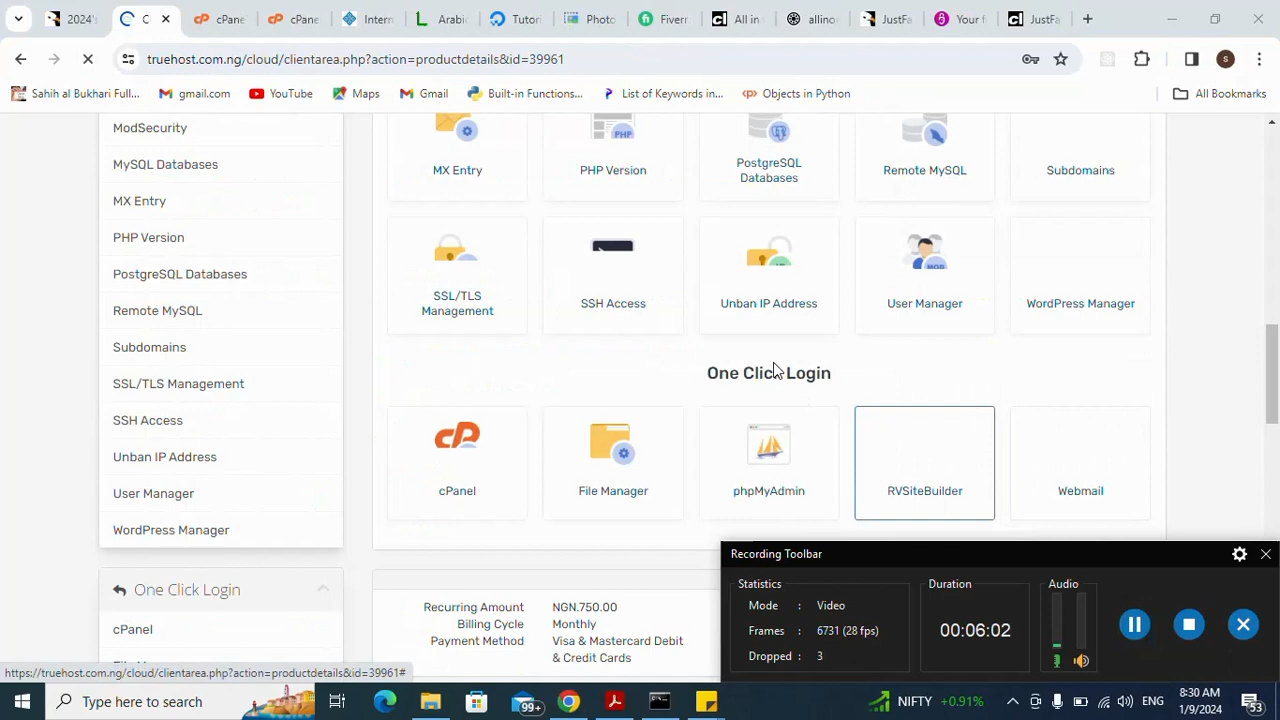 2024's
C
cPane
cPane
Intern
Arabic
Tutori
Photo
Fiverr
All in
allinor
JustFa
Your f
JustFa
truehost.com.ng/cloud/clientarea.php?action=productdetails&id=39961
S
Sahih al Bukhari Full...
gmail.com
YouTube
Maps
Gmail
Built-in Functions...
List of Keywords in...
Objects in Python
All Bookmarks
ModSecurity
MySQL Databases
MX Entry
PHP Version
PostgreSQL Databases
Remote MySQL
Subdomains
SSL/TLS Management
SSH Access
Unban IP Address
User Manager
WordPress Manager
One Click Login
cPanel
PHP
MX Entry
PHP Version
PostgreSQL
Databases
Remote MySQL
Subdomains
MOD
SSL/TLS
Management
SSH Access
Unban IP Address
User Manager
WordPress Manager
One Click Login
cP
cPanel
File Manager
phpMyAdmin
RVSiteBuilder
Webmail
Recurring Amount NGN.750.00
Billing Cycle Monthly
Payment Method Visa & Mastercard Debit
& Credit Cards
Recording Toolbar
Statistics
Mode : Video
Frames : 6731 (28 fps)
Dropped : 3
Duration
00:06:02
Audio
https://truehost.com.ng/cloud/clientarea.php?action=productdetails&id=39961#
Type here to search
99+
NIFTY +0.91%
ENG
8:30 AM
1/9/2024
53